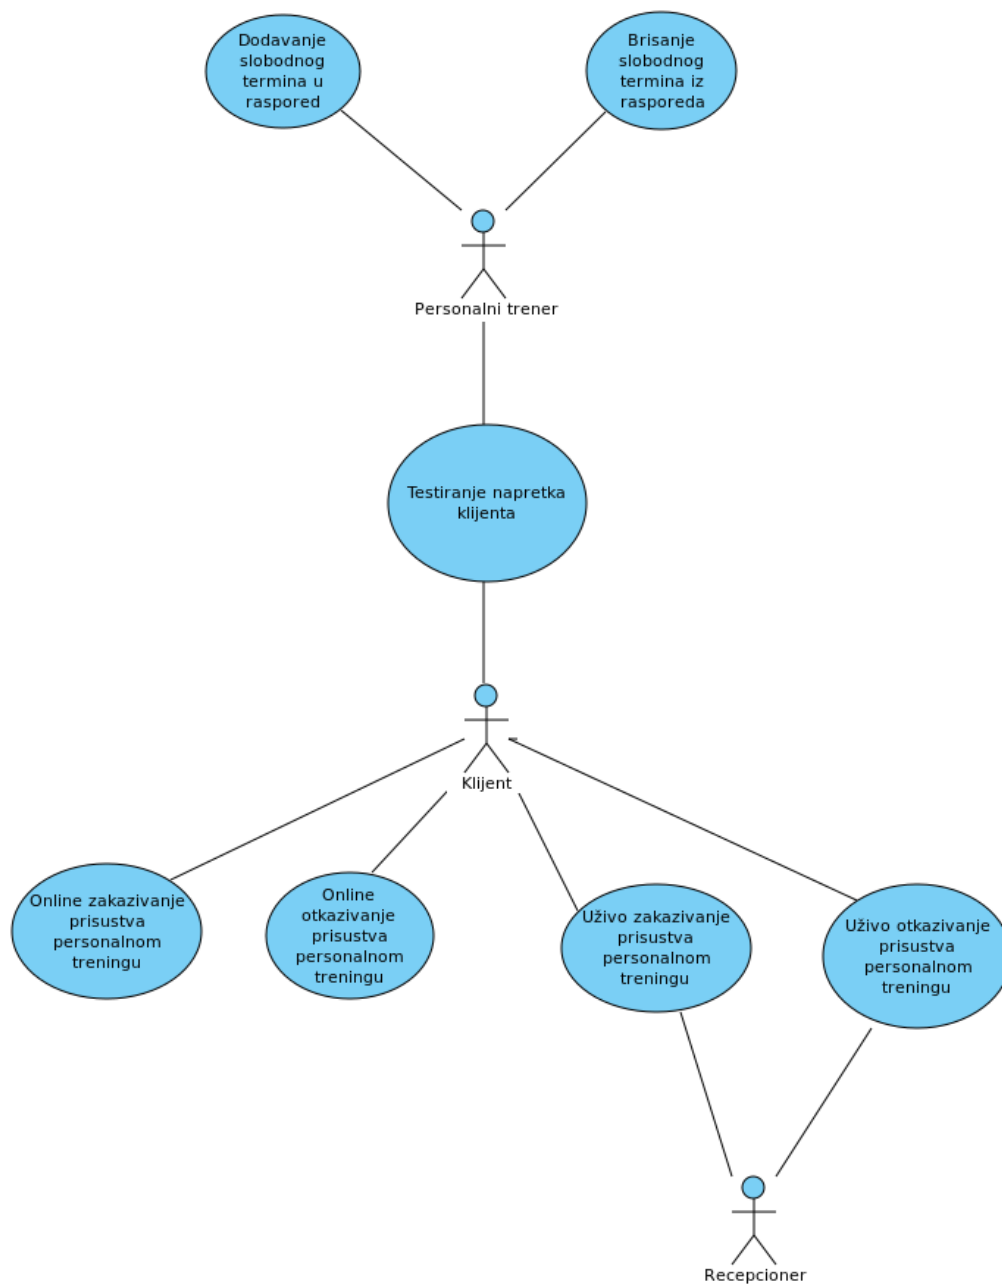 Dodavanje
slobodnog
termina u
raspored
Brisanje
slobodnog
termina iz
rasporeda
Personalni trener
Testiranje napretka
klijenta
Klijent
Online zakazivanje
prisustva
personalnom
treningu
Online
otkazivanje
prisustva
personalnom
treningu
Uživo zakazivanje
prisustva
personalnom
treningu
Uživo otkazivanje
prisustva
personalnom
treningu
Recepcioner